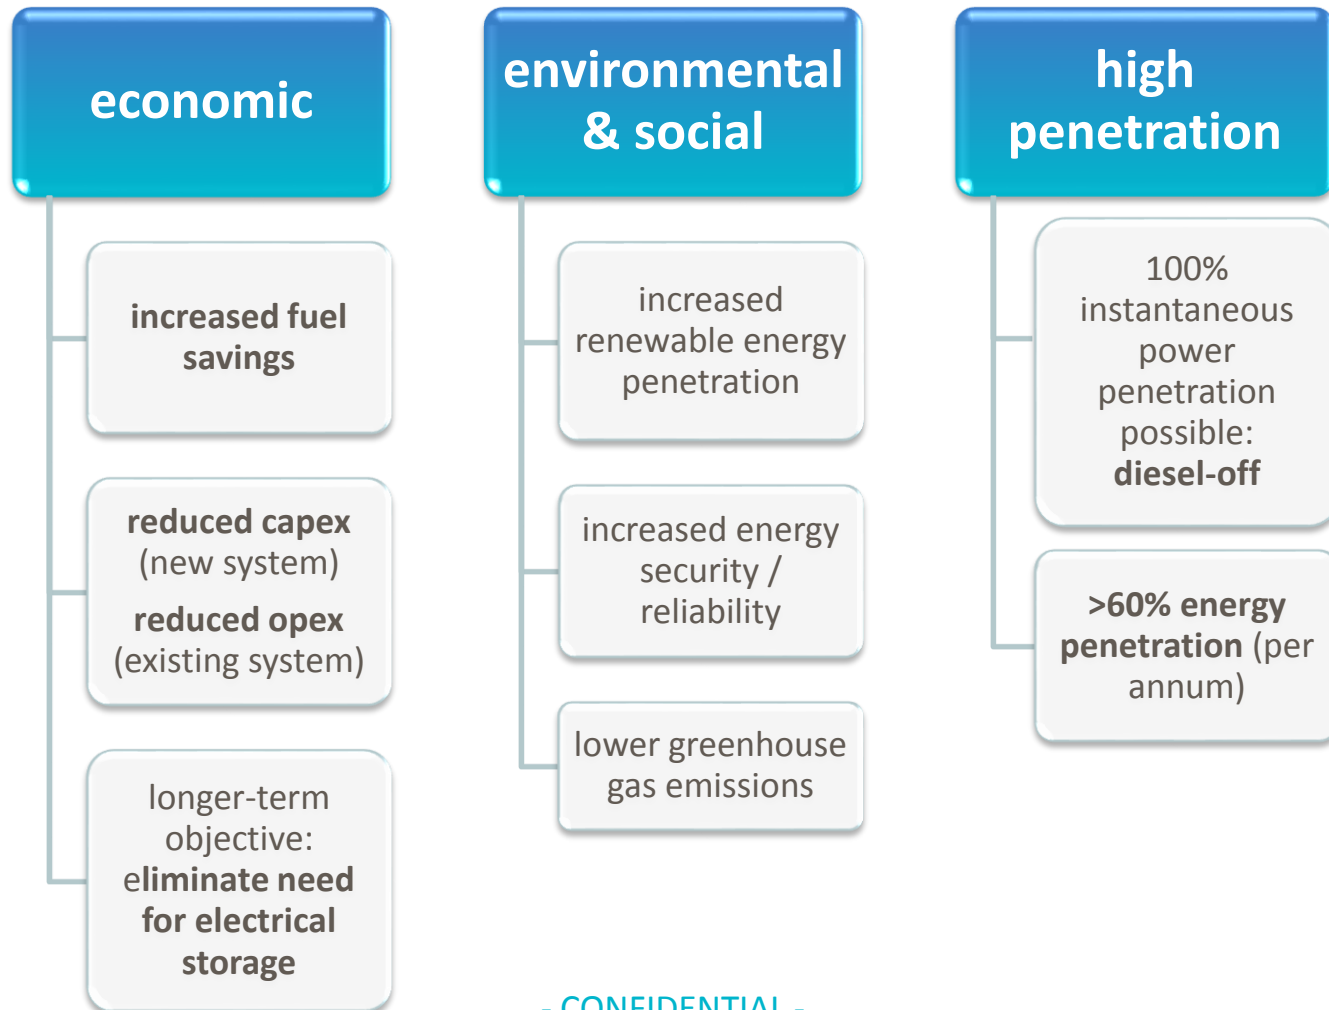 economic
increased fuel
savings
reduced capex
(new system)
reduced opex
(existing system)
longer-term
objective:
eliminate need
for electrical
storage
environmental
& social
increased
renewable energy
penetration
increased energy
security /
reliability
lower greenhouse
gas emissions
high
penetration
100%
instantaneous
power
penetration
possible:
diesel-off
>60% energy
penetration (per
annum)
- CONFIDENTIAL -